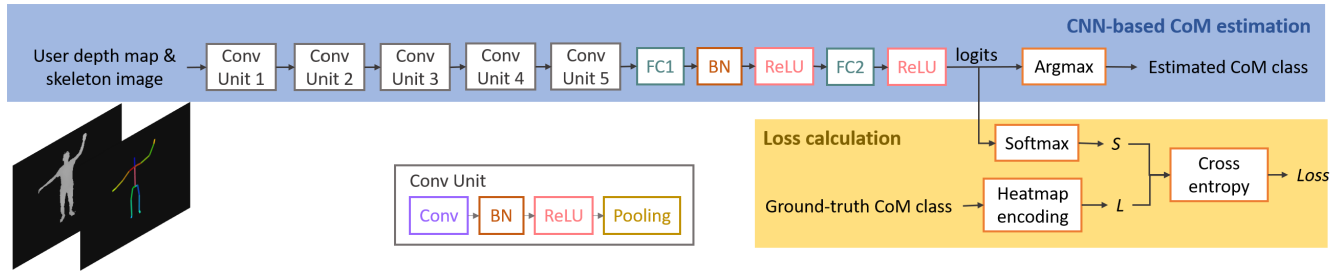 CNN-based CoM estimation
User depth map &
skeleton image
Conv
Unit 1
Conv
Unit 2
Conv
Unit 3
Conv
Unit 4
Conv
Unit 5
FC1
BN
ReLU
FC2
ReLU
logits
Argmax
Estimated CoM class
Loss calculation
Softmax
S
Cross
entropy
Loss
Ground-truth CoM class
Heatmap
encoding
L
Conv Unit
Conv
BN
ReLU
Pooling